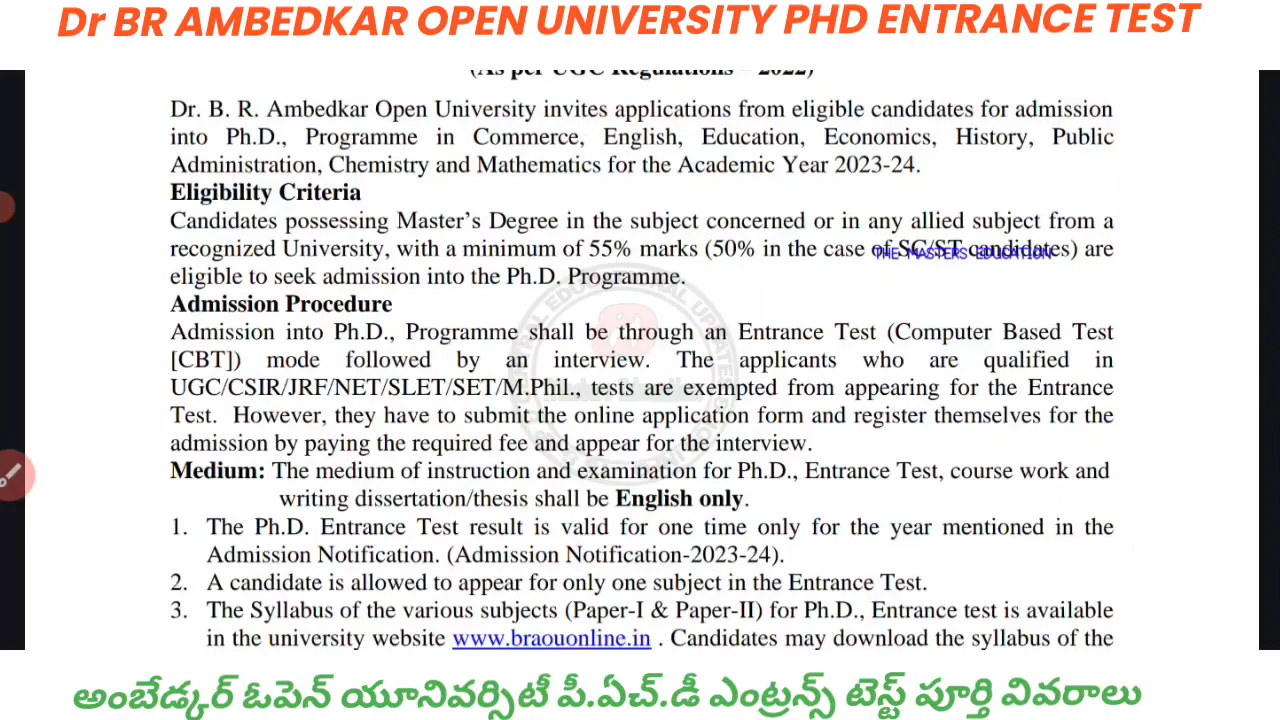 Dr BR AMBEDKAR OPEN UNIVERSITY PHD ENTRANCE TEST
(As per UGC Regulations – 2022)
Dr. B. R. Ambedkar Open University invites applications from eligible candidates for admission
into Ph.D., Programme in Commerce, English, Education, Economics, History, Public
Administration, Chemistry and Mathematics for the Academic Year 2023-24.
Eligibility Criteria
Candidates possessing Master's Degree in the subject concerned or in any allied subject from a
recognized University, with a minimum of 55% marks (50% in the case of SC/ST candidates) are
THE MASTERS EDUCATION
eligible to seek admission into the Ph.D. Programme.
Admission Procedure
Admission into Ph.D., Programme shall be through an Entrance Test (Computer Based Test
[CBT]) mode followed by an interview. The applicants who are qualified in
UGC/CSIR/JRF/NET/SLET/SET/M.Phil., tests are exempted from appearing for the Entrance
Test. However, they have to submit the online application form and register themselves for the
admission by paying the required fee and appear for the interview.
Medium: The medium of instruction and examination for Ph.D., Entrance Test, course work and
writing dissertation/thesis shall be English only.
1. The Ph.D. Entrance Test result is valid for one time only for the year mentioned in the
Admission Notification. (Admission Notification-2023-24).
2. A candidate is allowed to appear for only one subject in the Entrance Test.
3. The Syllabus of the various subjects (Paper-I & Paper-II) for Ph.D., Entrance test is available
in the university website www.braouonline.in . Candidates may download the syllabus of the
అంబేడ్కర్ ఓపెన్ యూనివర్సిటీ పీ.ఏచ్.డీ ఎంట్రన్స్ టెస్ట్ పూర్తి వివరాలు